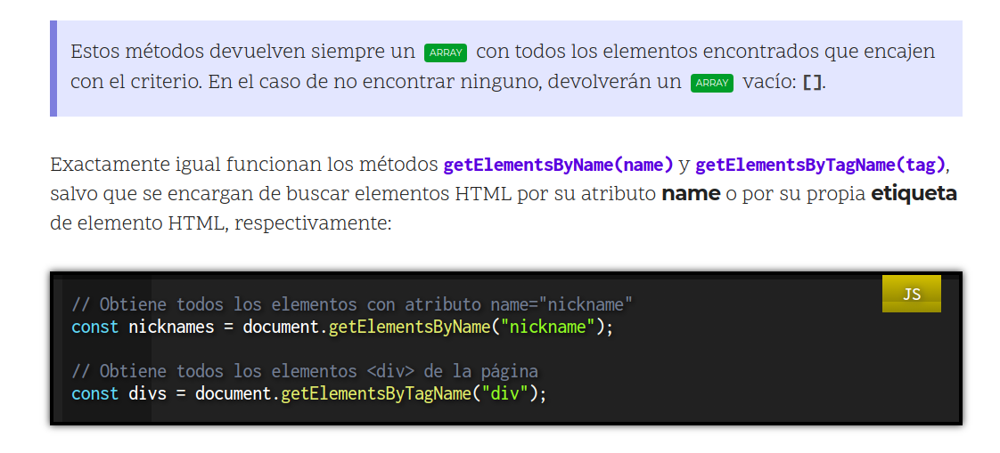 Estos métodos devuelven siempre un ARRAY con todos los elementos encontrados que encajen
con el criterio. En el caso de no encontrar ninguno, devolverán un ARRAY vacío: [].
Exactamente igual funcionan los métodos getElementsByName(name) y getElementsByTagName(tag),
salvo que se encargan de buscar elementos HTML por su atributo name o por su propia etiqueta
de elemento HTML, respectivamente:
JS
// Obtiene todos los elementos con atributo name="nickname"
const nicknames = document.getElementsByName("nickname");
// Obtiene todos los elementos <div> de la página
const divs = document.getElementsByTagName("div");